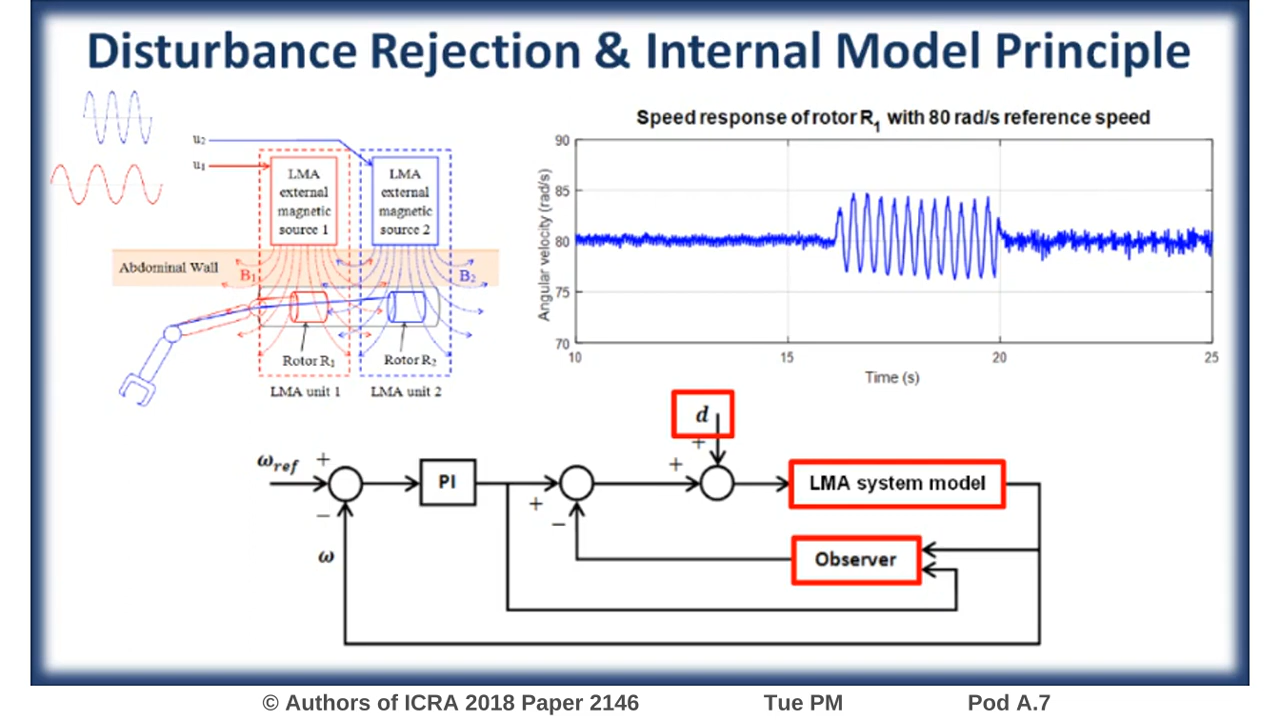 Disturbance Rejection & Internal Model Principle
u₂
u₁
LMA
external
magnetic
source 1
LMA
external
magnetic
source 2
Abdominal Wall
B₁
B₂
Rotor R₁
Rotor R₂
LMA unit 1
LMA unit 2
Speed response of rotor R₁ with 80 rad/s reference speed
Angular velocity (rad/s)
90
85
80
75
70
10
15
20
25
Time (s)
d
+
ω_ref
+
PI
+
+
LMA system model
−
−
ω
Observer
© Authors of ICRA 2018 Paper 2146
Tue PM
Pod A.7